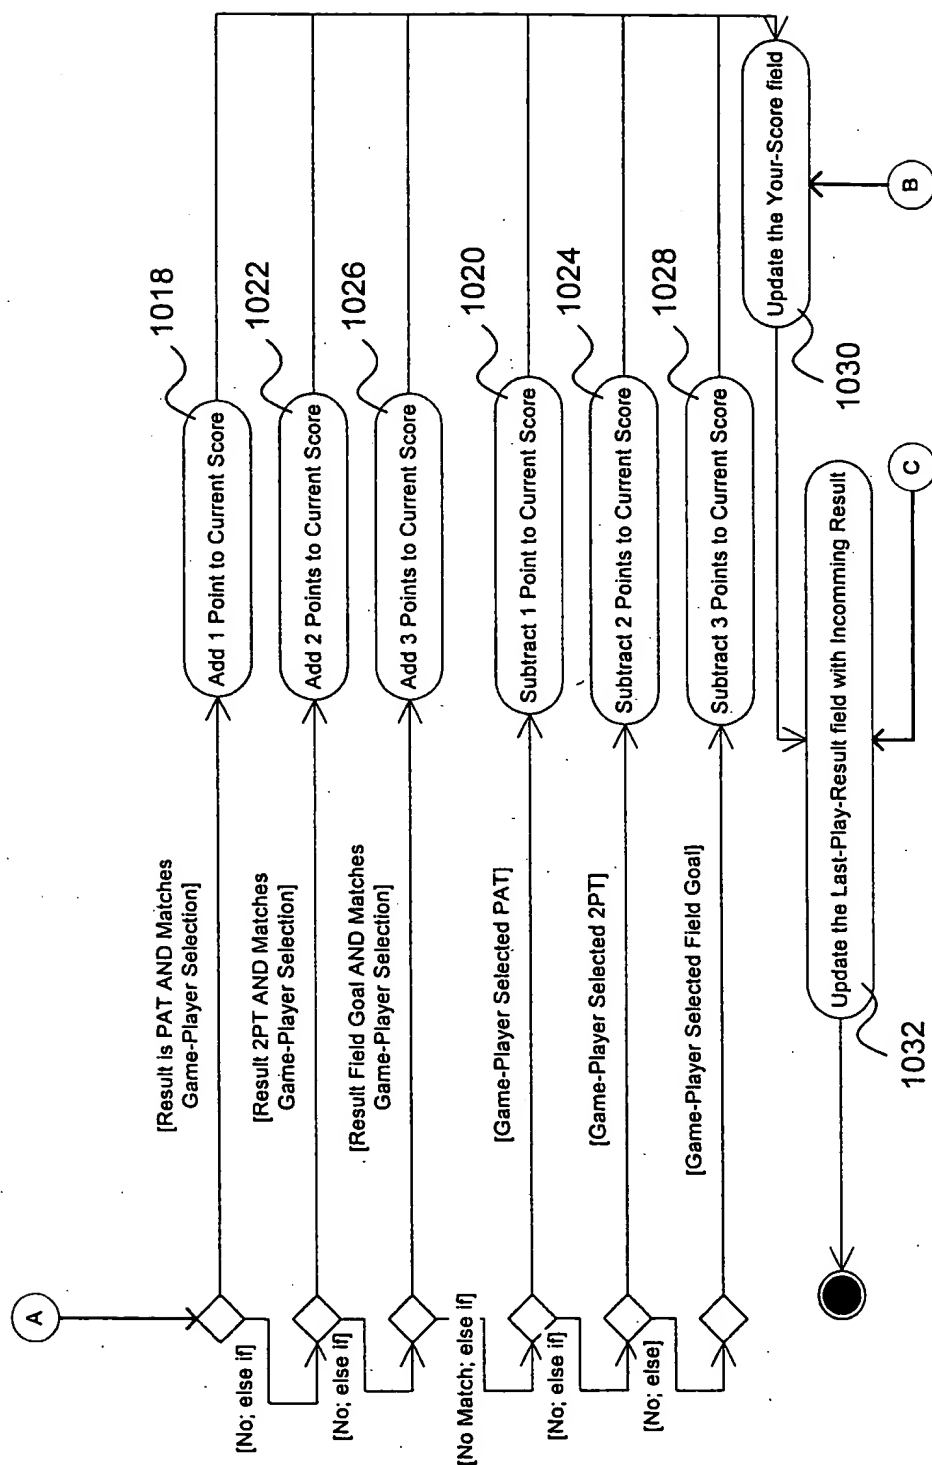 A
[No; else if]
[No; else if]
[No Match; else if]
[No; else if]
[No; else]
[Result is PAT AND Matches
Game-Player Selection]
[Result 2PT AND Matches
Game-Player Selection]
[Result Field Goal AND Matches
Game-Player Selection]
[Game-Player Selected PAT]
[Game-Player Selected 2PT]
[Game-Player Selected Field Goal]
Add 1 Point to Current Score
1018
Add 2 Points to Current Score
1022
Add 3 Points to Current Score
1026
Subtract 1 Point to Current Score
1020
Subtract 2 Points to Current Score
1024
Subtract 3 Points to Current Score
1028
Update the Your-Score field
1030
B
Update the Last-Play-Result field with Incomming Result
1032
C